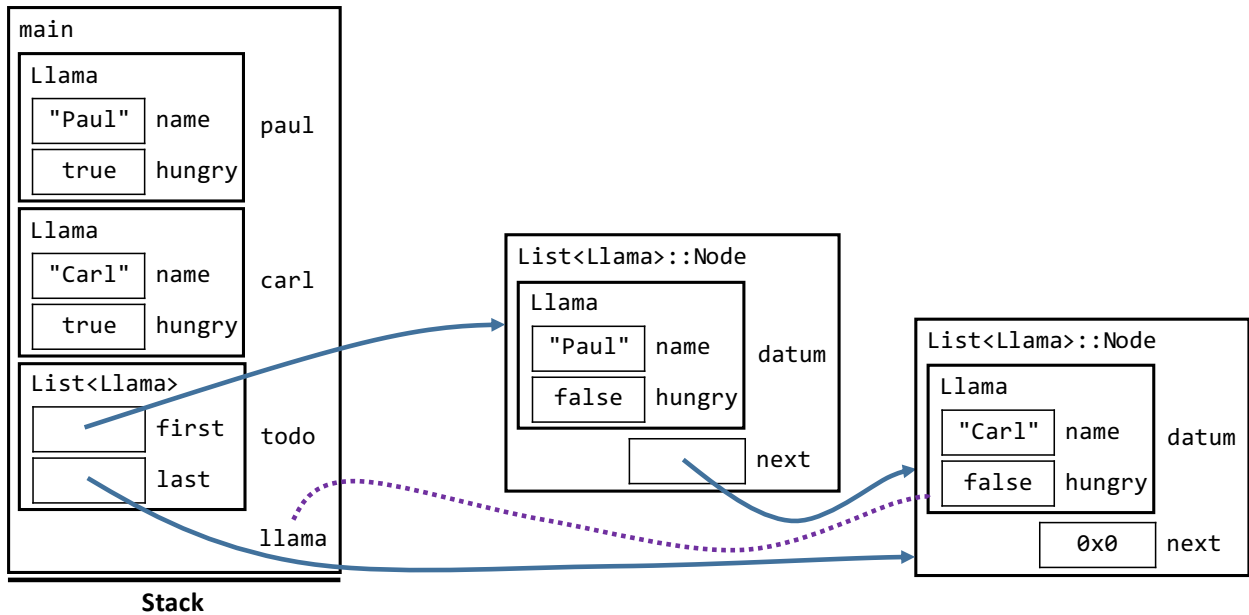 main
Llama
"Paul" name
paul
true hungry
Llama
"Carl" name
carl
true hungry
List<Llama>
first
todo
last
llama
Stack
List<Llama>::Node
Llama
"Paul" name
datum
false hungry
next
List<Llama>::Node
Llama
"Carl" name
datum
false hungry
0x0 next